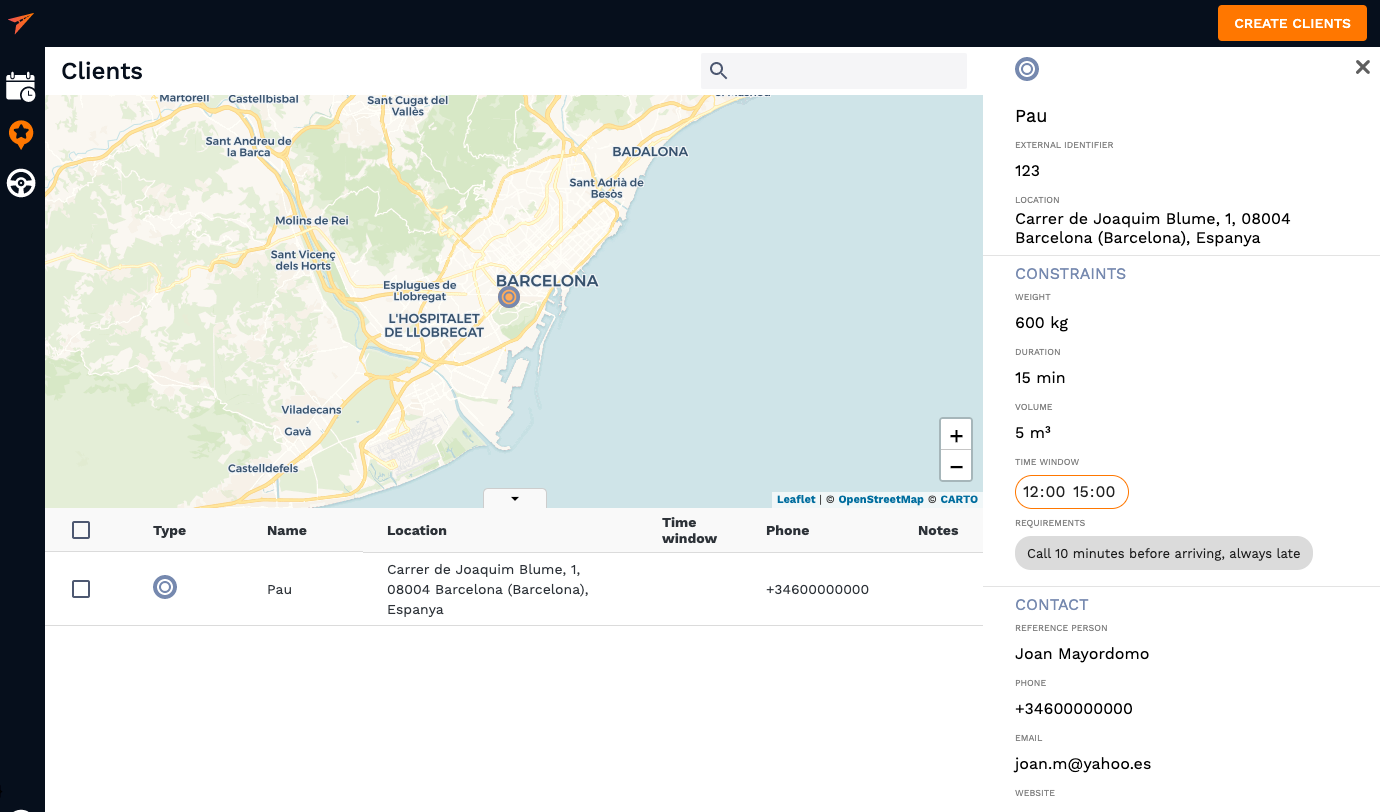 CREATE CLIENTS
Clients
Martorell
Castellbisbal
Sant Cugat del
Vallès
Sant Andreu de
la Barca
BADALONA
Sant Adrià de
Besòs
Molins de Rei
Sant Vicenç
dels Horts
Esplugues de
Llobregat
BARCELONA
L'HOSPITALET
DE LLOBREGAT
Viladecans
Gavà
Castelldefels
+
−
Leaflet | © OpenStreetMap © CARTO
Type
Name
Location
Time
window
Phone
Notes
Pau
Carrer de Joaquim Blume, 1,
08004 Barcelona (Barcelona),
Espanya
+34600000000
Pau
EXTERNAL IDENTIFIER
123
LOCATION
Carrer de Joaquim Blume, 1, 08004
Barcelona (Barcelona), Espanya
CONSTRAINTS
WEIGHT
600 kg
DURATION
15 min
VOLUME
5 m³
TIME WINDOW
12:00 15:00
REQUIREMENTS
Call 10 minutes before arriving, always late
CONTACT
REFERENCE PERSON
Joan Mayordomo
PHONE
+34600000000
EMAIL
joan.m@yahoo.es
WEBSITE